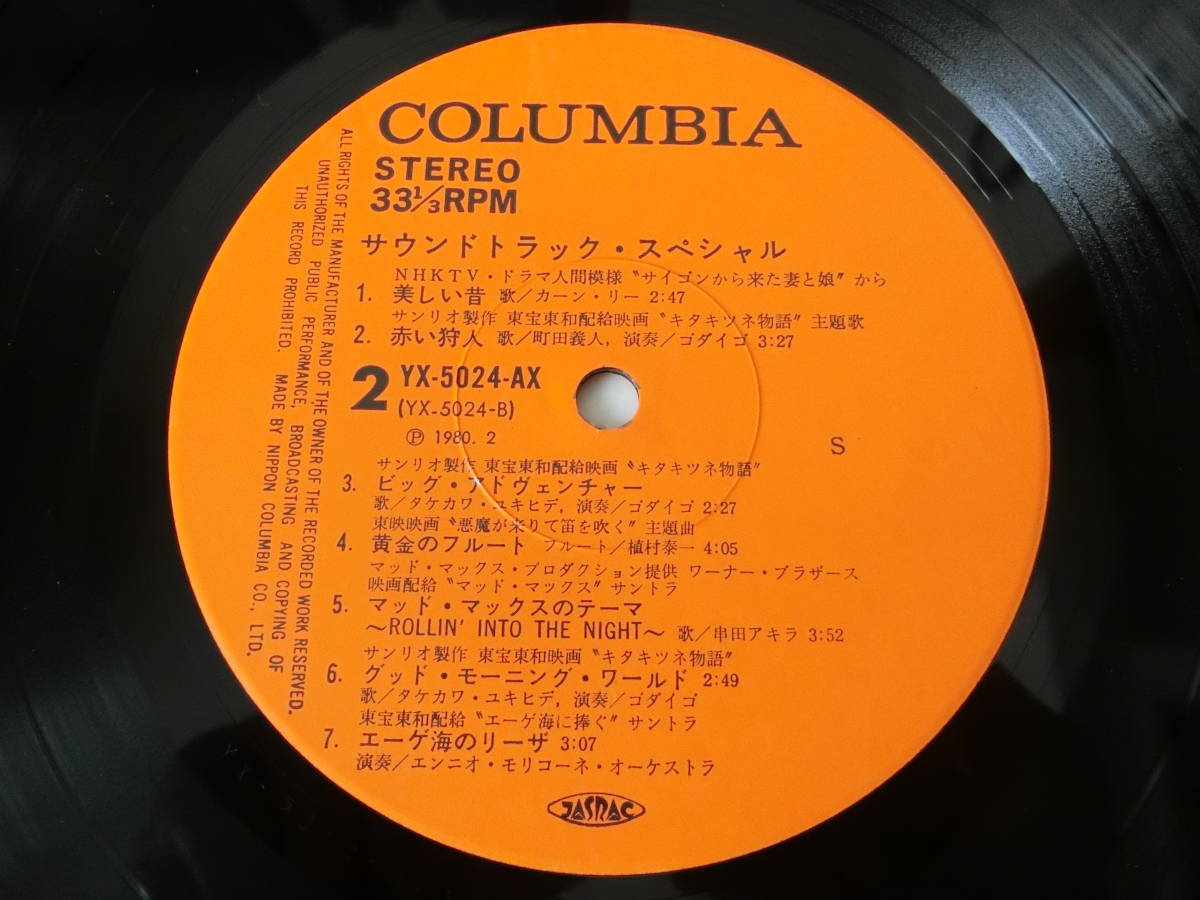 COLUMBIA
STEREO
33 1/3 RPM
サウンドトラック・スペシャル
NHKTV・ドラマ人間模様〝サイゴンから来た妻と娘〟から
1. 美しい昔 歌/カーン・リー 2:47
サンリオ製作 東宝東和配給映画〝キタキツネ物語〟主題歌
2. 赤い狩人 歌/町田義人, 演奏/ゴダイゴ 3:27
2 YX-5024-AX
(YX-5024-B)
Ⓟ 1980. 2
S
サンリオ製作 東宝東和配給映画〝キタキツネ物語〟
3. ビッグ・アドヴェンチャー
歌/タケカワ・ユキヒデ, 演奏/ゴダイゴ 2:27
東映映画〝悪魔が来りて笛を吹く〟主題曲
4. 黄金のフルート フルート/植村泰一 4:05
マッド・マックス・プロダクション提供 ワーナー・ブラザース
映画配給〝マッド・マックス〟サントラ
5. マッド・マックスのテーマ
~ROLLIN' INTO THE NIGHT~ 歌/串田アキラ 3:52
サンリオ製作 東宝東和映画〝キタキツネ物語〟
6. グッド・モーニング・ワールド 2:49
歌/タケカワ・ユキヒデ, 演奏/ゴダイゴ
東宝東和配給〝エーゲ海に捧ぐ〟サントラ
7. エーゲ海のリーザ 3:07
演奏/エンニオ・モリコーネ・オーケストラ
JASRAC
ALL RIGHTS OF THE MANUFACTURER AND OF THE OWNER OF THE RECORDED WORK RESERVED.
UNAUTHORIZED PUBLIC PERFORMANCE, BROADCASTING AND COPYING OF
THIS RECORD PROHIBITED. MADE BY NIPPON COLUMBIA CO., LTD.